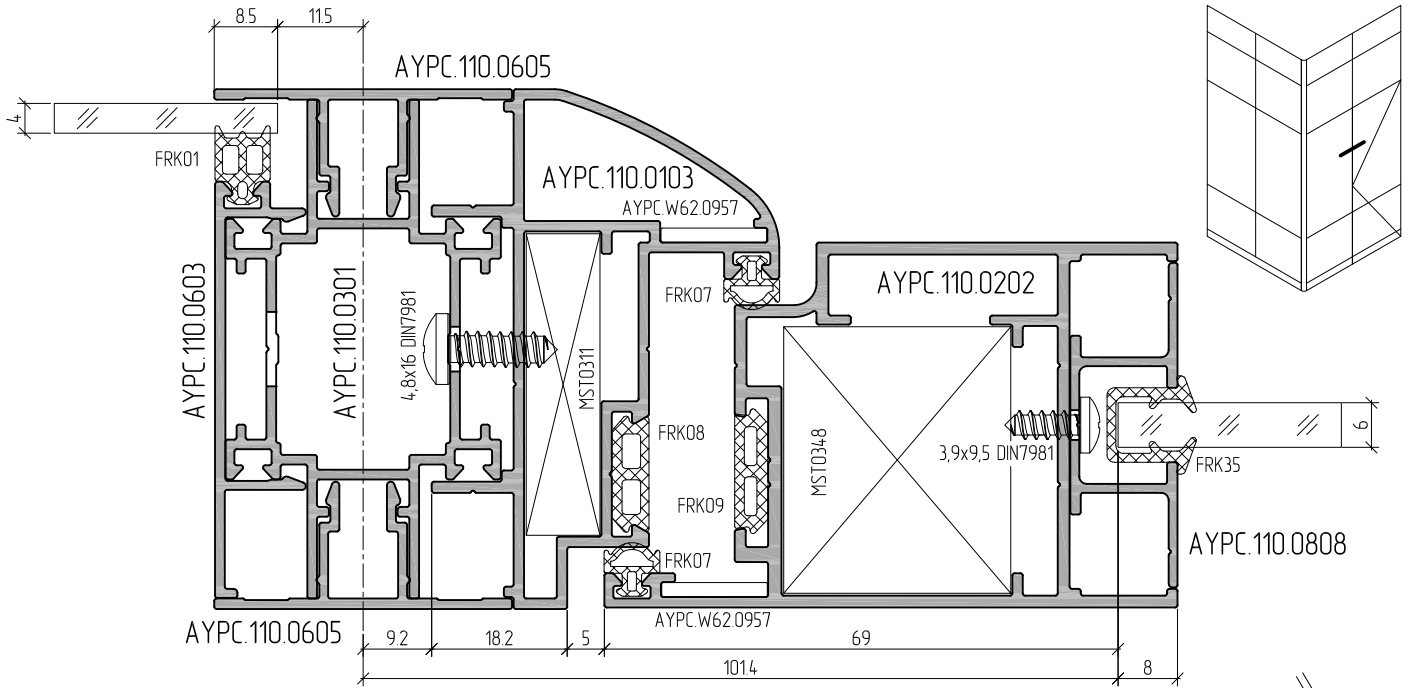 8.5
11.5
AYPC.110.0605
4
FRK01
AYPC.110.0103
AYPC.W62.0957
AYPC.110.0603
AYPC.110.0301
4,8x16 DIN7981
MST0311
FRK07
AYPC.110.0202
FRK08
FRK09
MST0348
3,9x9,5 DIN7981
6
FRK35
FRK07
AYPC.110.0808
AYPC.W62.0957
AYPC.110.0605
9.2
18.2
5
69
101.4
8